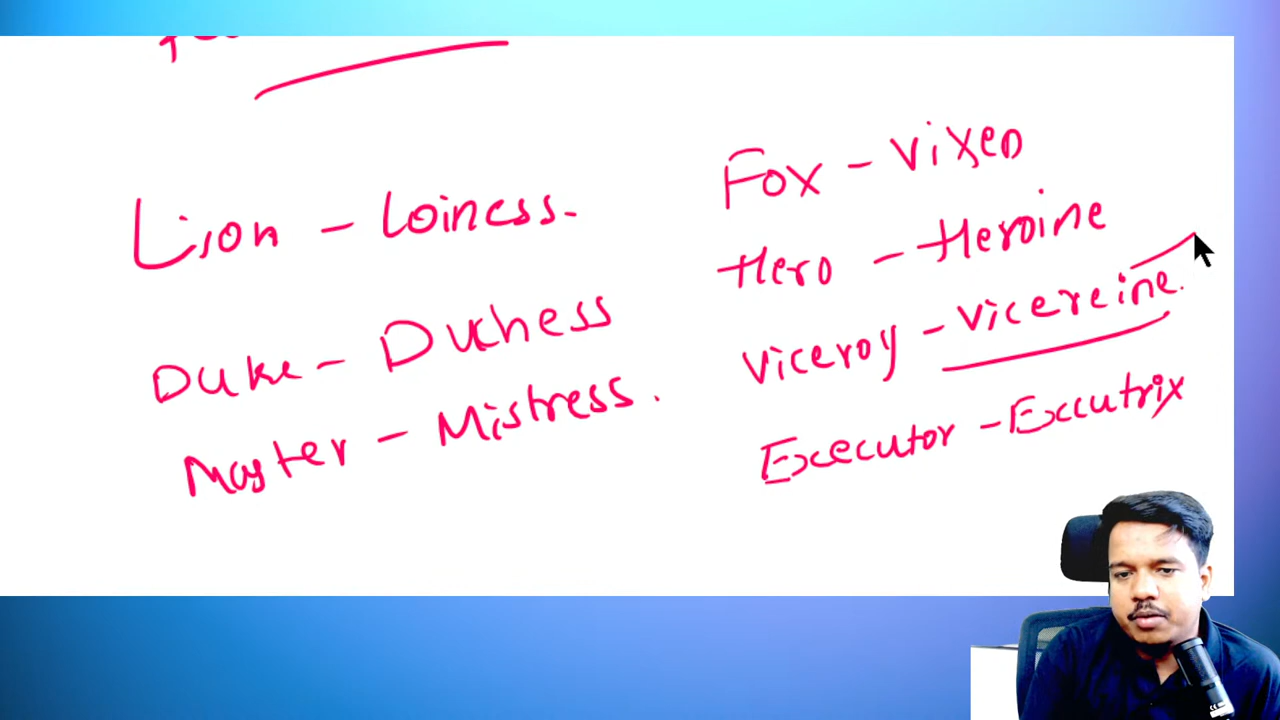 Lion - Loiness.
Duke - Duchess
Master - Mistress.
Fox - Vixen
Hero - Heroine
Viceroy - Vicereine.
Executor - Excutrix